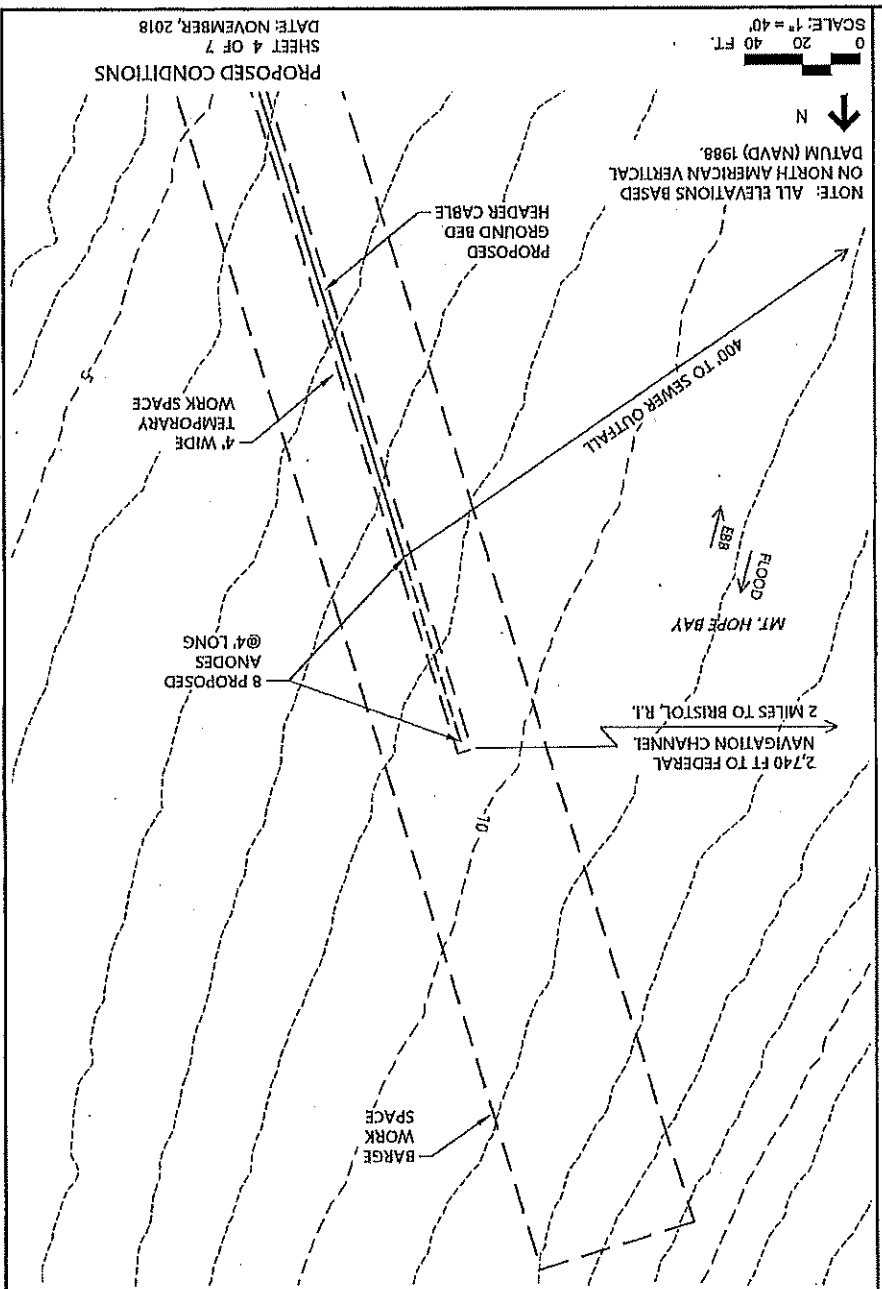 BARGE
WORK
SPACE
-10
2,740 FT TO FEDERAL
NAVIGATION CHANNEL
2 MILES TO BRISTOL, R.I.
8 PROPOSED
ANODES
@4' LONG
MT. HOPE BAY
FLOOD
EBB
400' TO SEWER OUTFALL
4' WIDE
TEMPORARY
WORK SPACE
-5
PROPOSED
GROUND BED
HEADER CABLE
NOTE: ALL ELEVATIONS BASED
ON NORTH AMERICAN VERTICAL
DATUM (NAVD) 1988.
N
0 20 40 FT.
SCALE: 1" = 40'
PROPOSED CONDITIONS
SHEET 4 OF 7
DATE: NOVEMBER, 2018